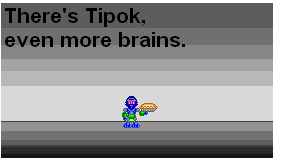 There's Tipok,
even more brains.